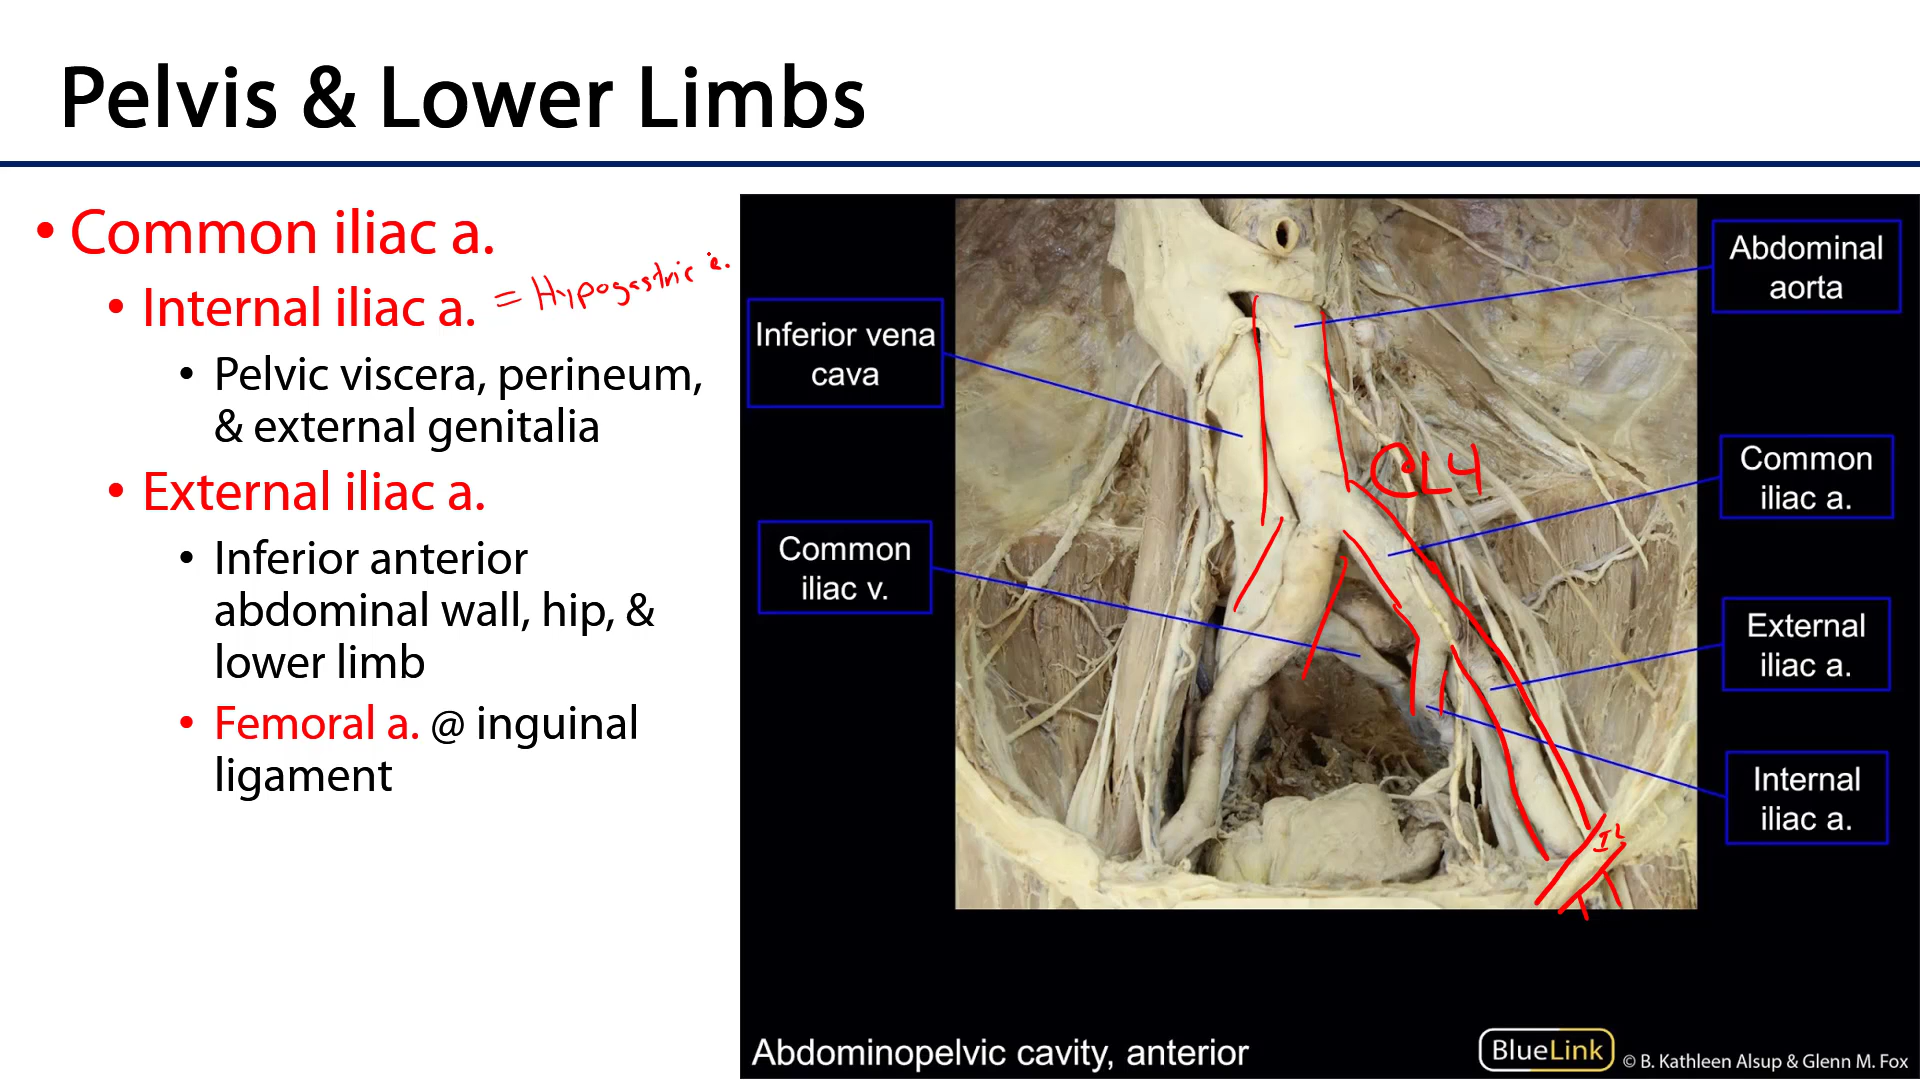 Pelvis & Lower Limbs
• Common iliac a.
• Internal iliac a. = Hypogastric a.
• Pelvic viscera, perineum,
& external genitalia
• External iliac a.
• Inferior anterior
abdominal wall, hip, &
lower limb
• Femoral a. @ inguinal
ligament
Inferior vena
cava
Common
iliac v.
Abdominal
aorta
@L4
Common
iliac a.
External
iliac a.
Internal
iliac a.
IL
Abdominopelvic cavity, anterior
BlueLink
© B. Kathleen Alsup & Glenn M. Fox